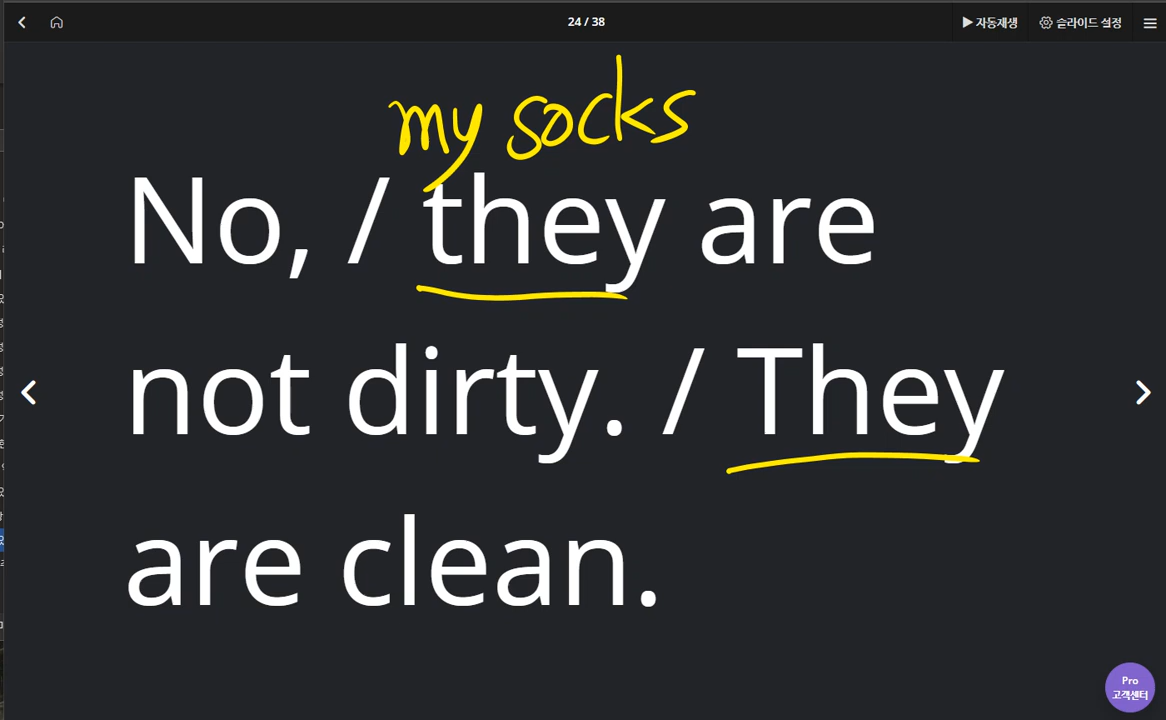 24 / 38
▶ 자동재생
슬라이드 설정
my socks
No, / they are
not dirty. / They
are clean.
Pro
고객센터